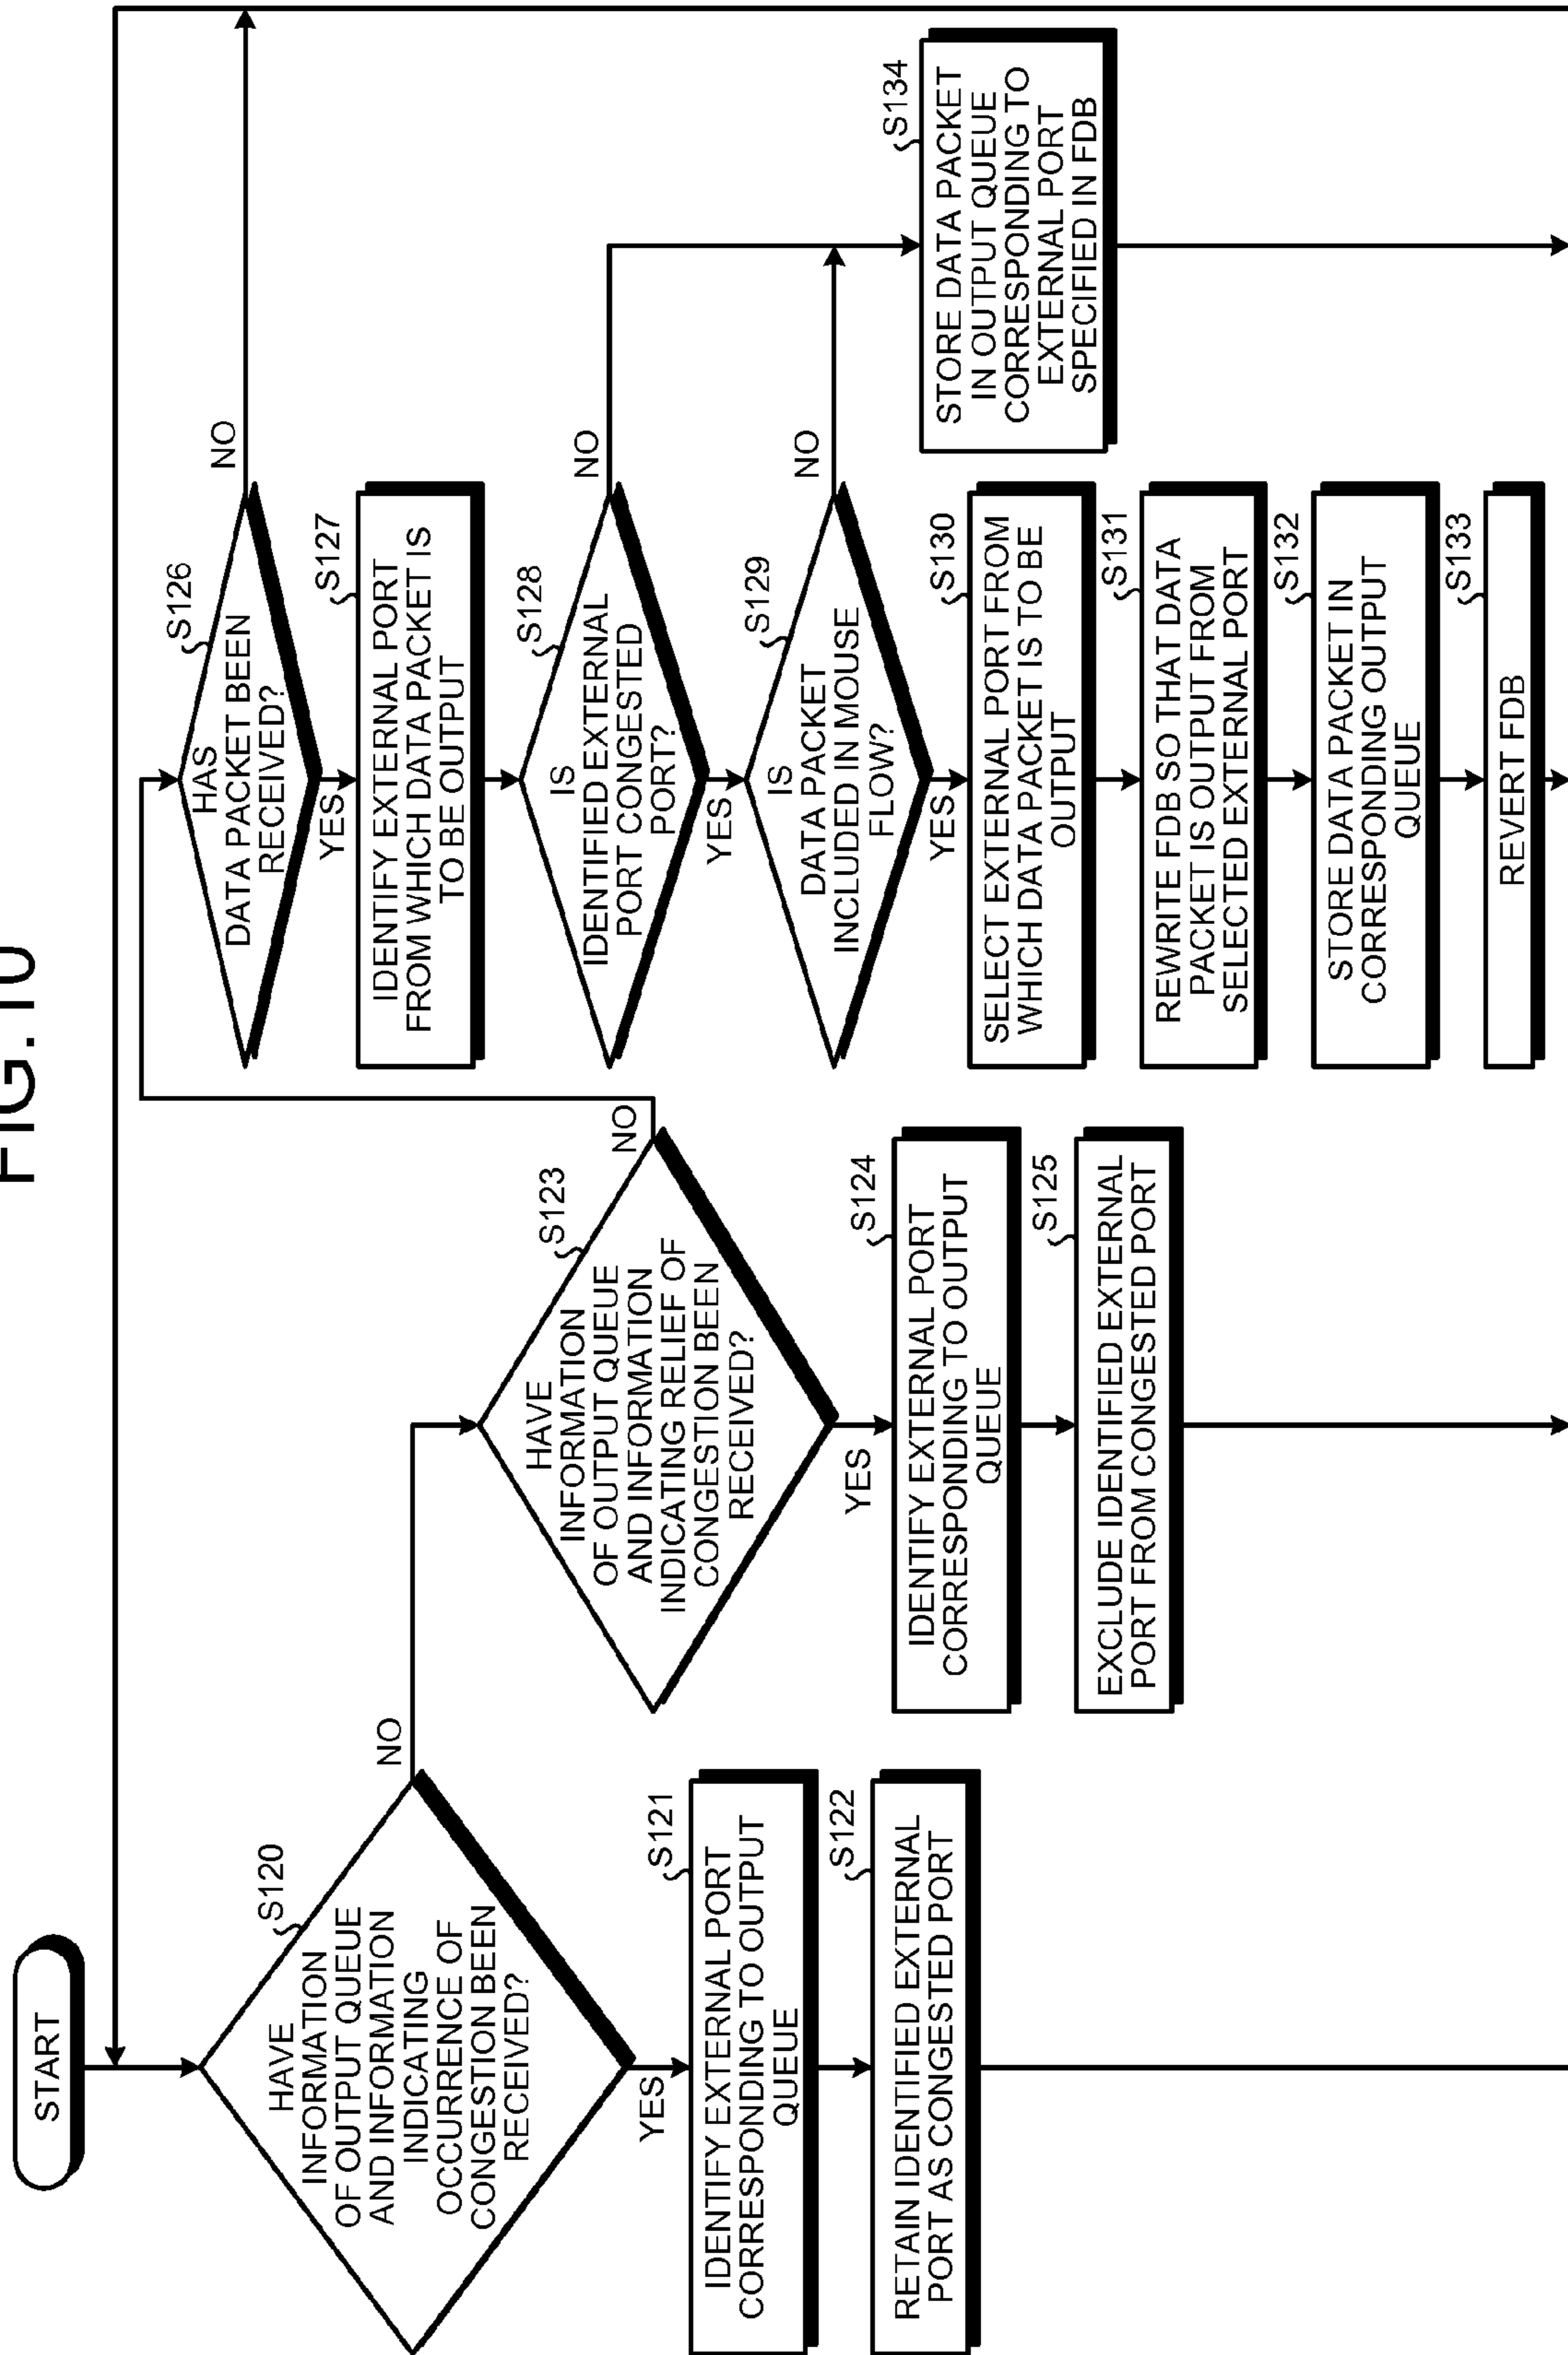 FIG.10
START
S120
HAVE
INFORMATION
OF OUTPUT QUEUE
AND INFORMATION
INDICATING
OCCURRENCE OF
CONGESTION BEEN
RECEIVED?
NO
YES
S121
IDENTIFY EXTERNAL PORT
CORRESPONDING TO OUTPUT
QUEUE
S122
RETAIN IDENTIFIED EXTERNAL
PORT AS CONGESTED PORT
S123
HAVE
INFORMATION
OF OUTPUT QUEUE
AND INFORMATION
INDICATING RELIEF OF
CONGESTION BEEN
RECEIVED?
NO
YES
S124
IDENTIFY EXTERNAL PORT
CORRESPONDING TO OUTPUT
QUEUE
S125
EXCLUDE IDENTIFIED EXTERNAL
PORT FROM CONGESTED PORT
S126
HAS
DATA PACKET BEEN
RECEIVED?
NO
YES
S127
IDENTIFY EXTERNAL PORT
FROM WHICH DATA PACKET IS
TO BE OUTPUT
S128
IS
IDENTIFIED EXTERNAL
PORT CONGESTED
PORT?
NO
YES
S129
IS
DATA PACKET
INCLUDED IN MOUSE
FLOW?
NO
YES
S130
SELECT EXTERNAL PORT FROM
WHICH DATA PACKET IS TO BE
OUTPUT
S131
REWRITE FDB SO THAT DATA
PACKET IS OUTPUT FROM
SELECTED EXTERNAL PORT
S132
STORE DATA PACKET IN
CORRESPONDING OUTPUT
QUEUE
S133
REVERT FDB
S134
STORE DATA PACKET
IN OUTPUT QUEUE
CORRESPONDING TO
EXTERNAL PORT
SPECIFIED IN FDB